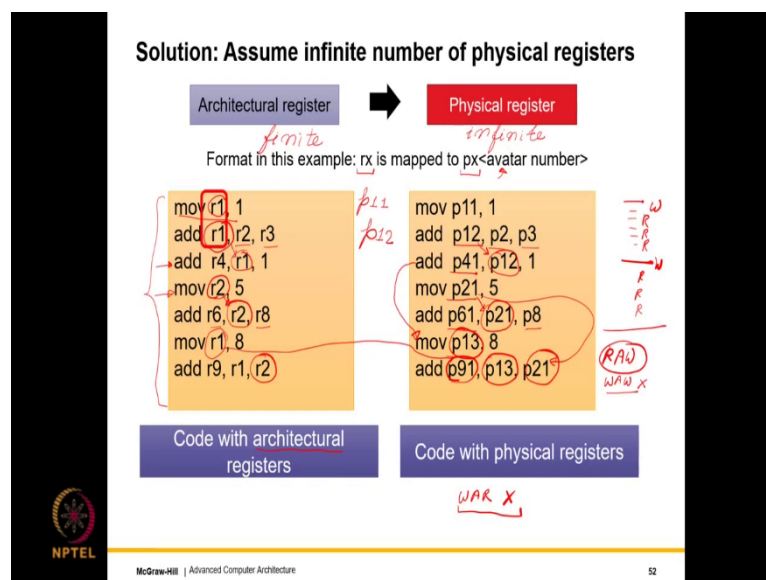 Solution: Assume infinite number of physical registers
Architectural register
Physical register
finite
infinite
Format in this example: rx is mapped to px<avatar number>
mov r1, 1
add r1, r2, r3
add r4, r1, 1
mov r2, 5
add r6, r2, r8
mov r1, 8
add r9, r1, r2
p11
p12
mov p11, 1
add p12, p2, p3
add p41, p12, 1
mov p21, 5
add p61, p21, p8
mov p13, 8
add p91, p13, p21
W
R
R
R
W
R
R
R
RAW
WAW X
Code with architectural
registers
Code with physical registers
WAR X
NPTEL
McGraw-Hill | Advanced Computer Architecture
52